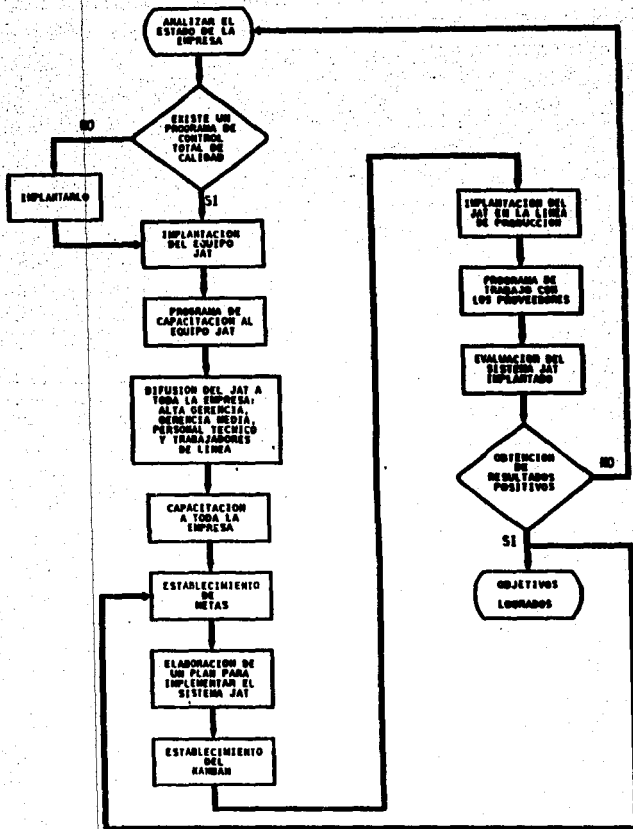 ANALIZAR EL
ESTADO DE LA
EMPRESA
EXISTE UN
PROGRAMA DE
CONTROL
TOTAL DE
CALIDAD
NO
IMPLANTARLO
SI
IMPLANTACION
DEL EQUIPO
JAT
PROGRAMA DE
CAPACITACION AL
EQUIPO JAT
DIFUSION DEL JAT A
TODA LA EMPRESA:
ALTA GERENCIA,
GERENCIA MEDIA,
PERSONAL TECNICO
Y TRABAJADORES
DE LINEA
CAPACITACION
A TODA LA
EMPRESA
ESTABLECIMIENTO
DE
METAS
ELABORACION DE
UN PLAN PARA
IMPLEMENTAR EL
SISTEMA JAT
ESTABLECIMIENTO
DEL
KANBAN
IMPLANTACION DEL
JAT EN LA LINEA
DE PRODUCCION
PROGRAMA DE
TRABAJO CON
LOS PROVEEDORES
EVALUACION DEL
SISTEMA JAT
IMPLANTADO
OBTENCION
DE
RESULTADOS
POSITIVOS
NO
SI
OBJETIVOS
LOGRADOS